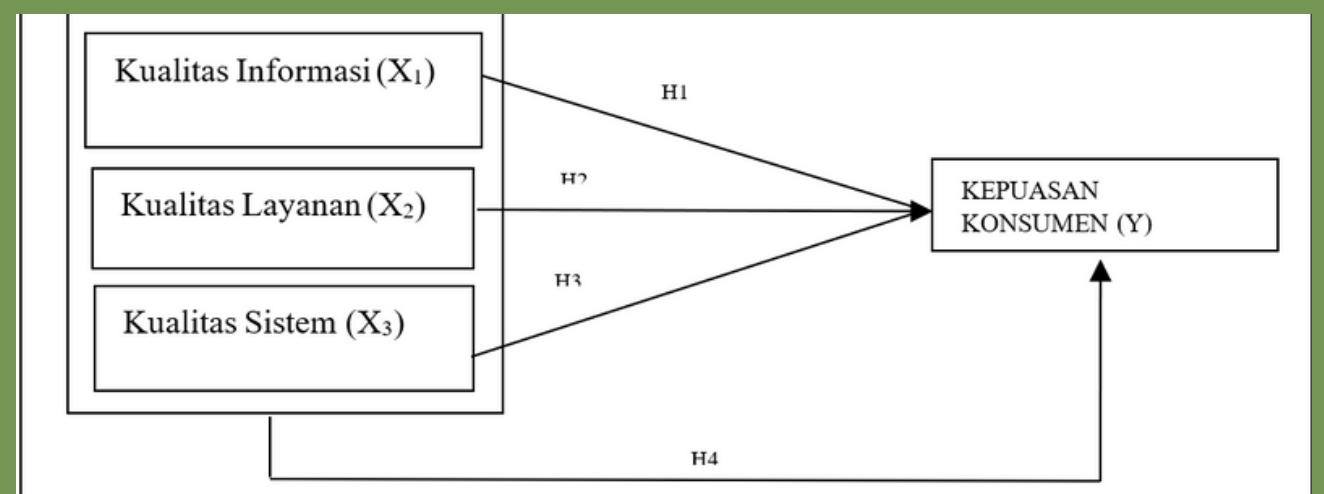 Kualitas Informasi (X₁)
H1
Kualitas Layanan (X₂)
H2
KEPUASAN
KONSUMEN (Y)
H3
Kualitas Sistem (X₃)
H4